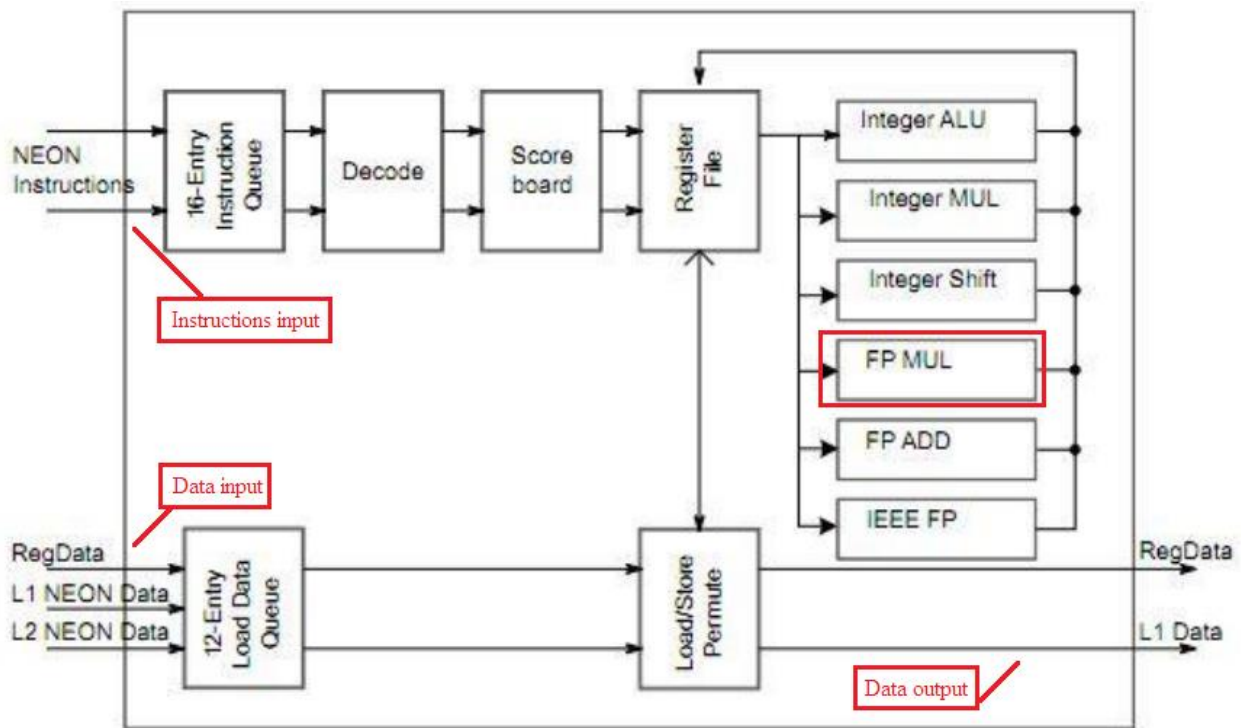 NEON
Instructions
16-Entry
Instruction
Queue
Decode
Score
board
Register
File
Integer ALU
Integer MUL
Integer Shift
FP MUL
FP ADD
IEEE FP
Instructions input
Data input
RegData
L1 NEON Data
L2 NEON Data
12-Entry
Load Data
Queue
Load/Store
Permute
RegData
L1 Data
Data output